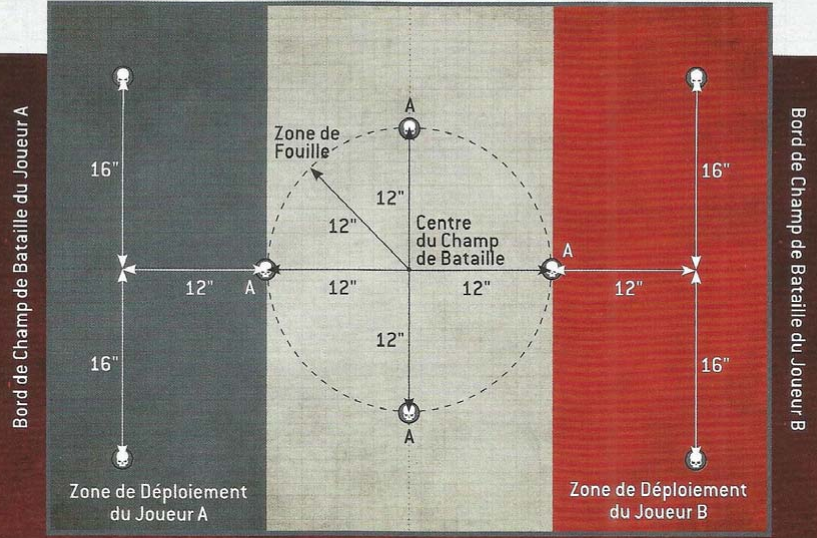 Bord de Champ de Bataille du Joueur A
16"
16"
12"
Zone de Déploiement
du Joueur A
Zone de
Fouille
A
12"
12"
Centre
du Champ
de Bataille
A
A
12"
12"
12"
A
12"
16"
16"
Zone de Déploiement
du Joueur B
Bord de Champ de Bataille du Joueur B